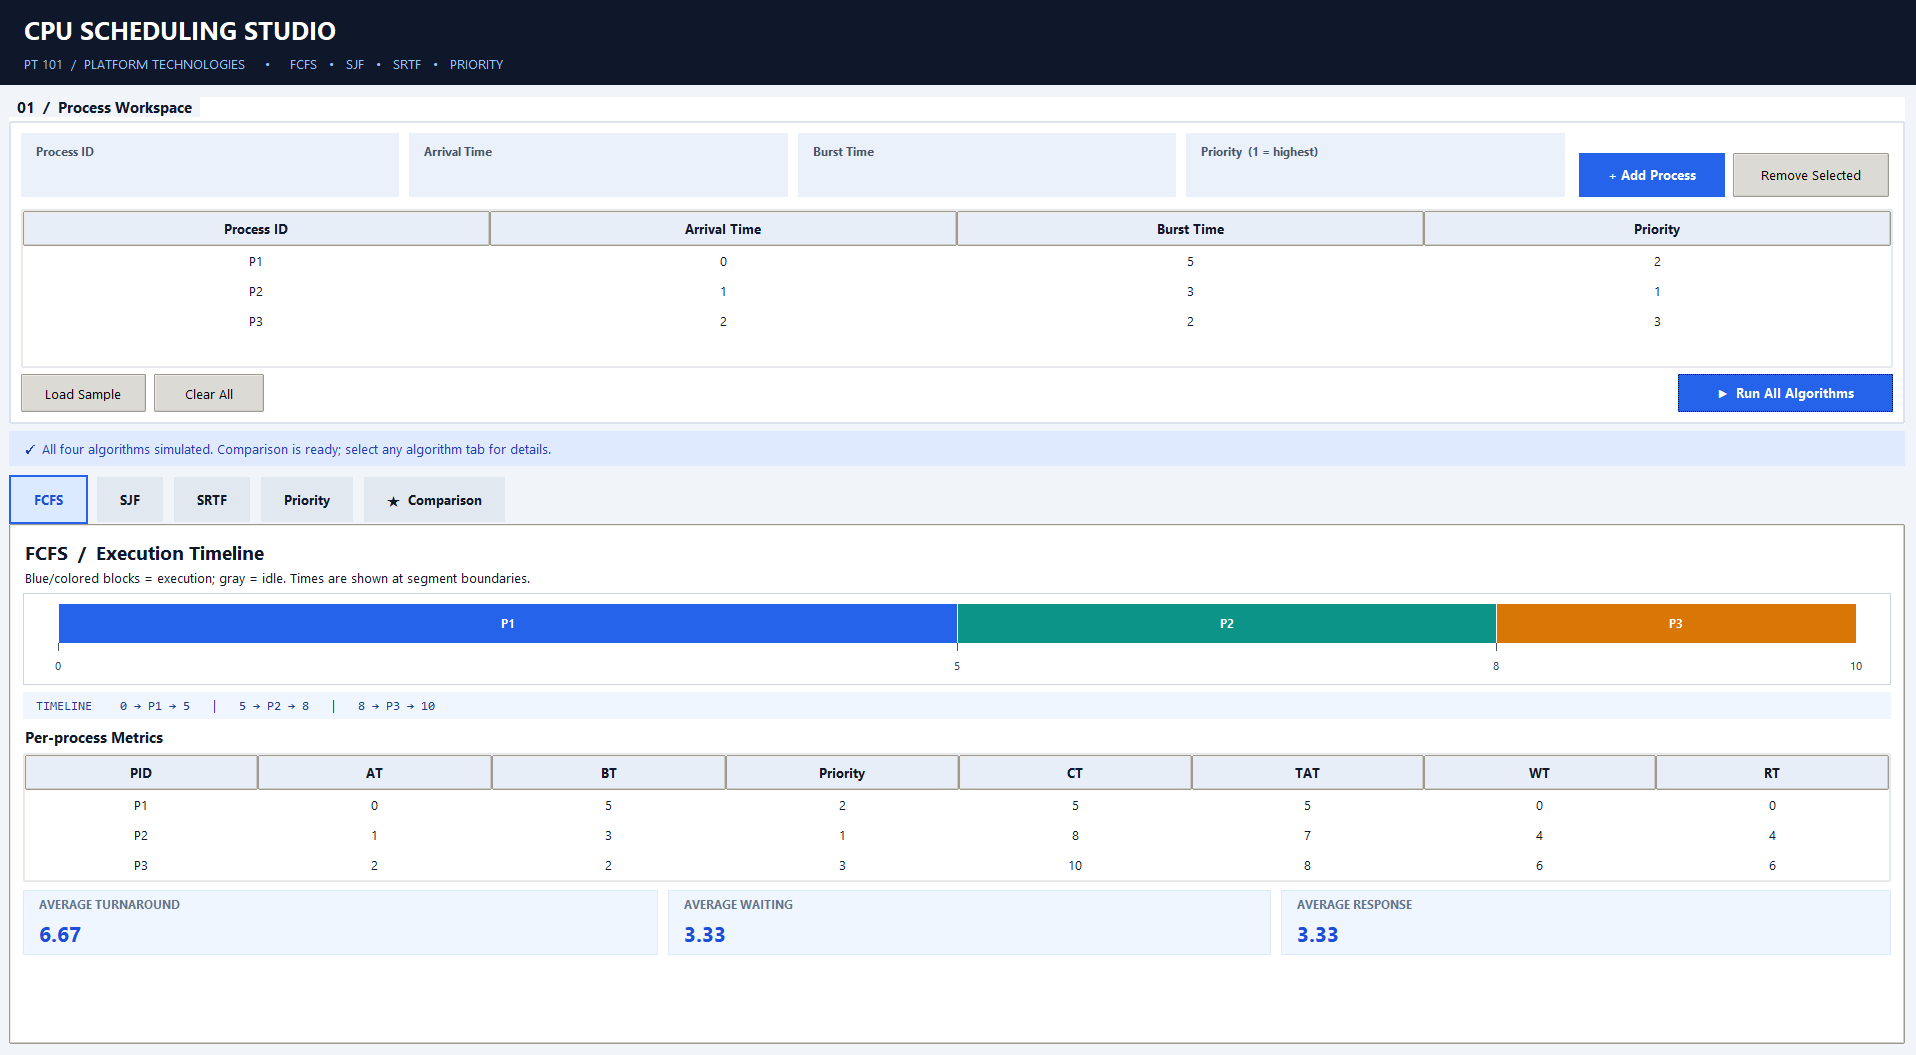 CPU SCHEDULING STUDIO
PT 101 / PLATFORM TECHNOLOGIES • FCFS • SJF • SRTF • PRIORITY
01 / Process Workspace
Process ID Arrival Time Burst Time Priority (1 = highest)
+ Add Process Remove Selected
Process ID Arrival Time Burst Time Priority
P1 0 5 2
P2 1 3 1
P3 2 2 3
Load Sample Clear All ► Run All Algorithms
✓ All four algorithms simulated. Comparison is ready; select any algorithm tab for details.
FCFS SJF SRTF Priority ★ Comparison
FCFS / Execution Timeline
Blue/colored blocks = execution; gray = idle. Times are shown at segment boundaries.
P1 P2 P3
0 5 8 10
TIMELINE 0 → P1 → 5 | 5 → P2 → 8 | 8 → P3 → 10
Per-process Metrics
PID AT BT Priority CT TAT WT RT
P1 0 5 2 5 5 0 0
P2 1 3 1 8 7 4 4
P3 2 2 3 10 8 6 6
AVERAGE TURNAROUND AVERAGE WAITING AVERAGE RESPONSE
6.67 3.33 3.33